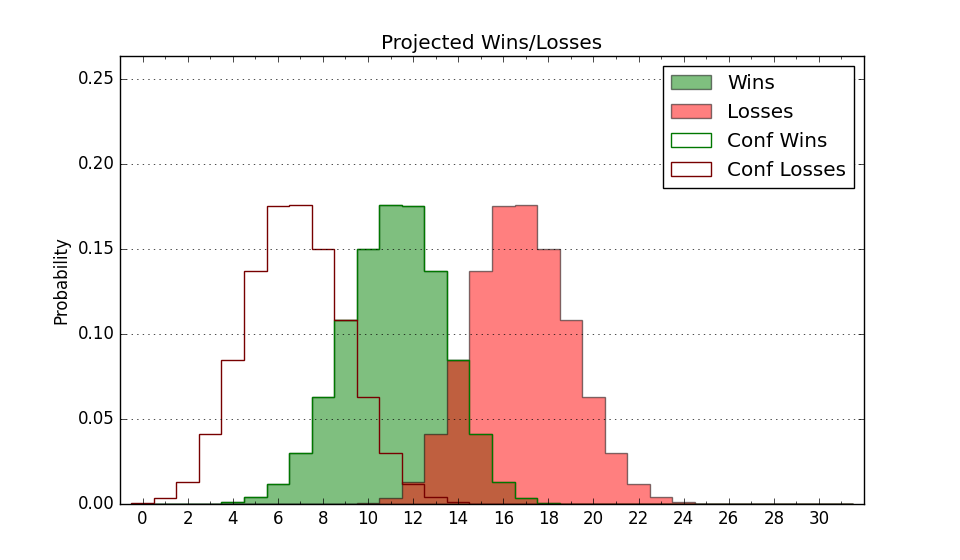 Projected Wins/Losses
Probability
0.25
0.20
0.15
0.10
0.05
0.00
Wins
Losses
Conf Wins
Conf Losses
0 2 4 6 8 10 12 14 16 18 20 22 24 26 28 30